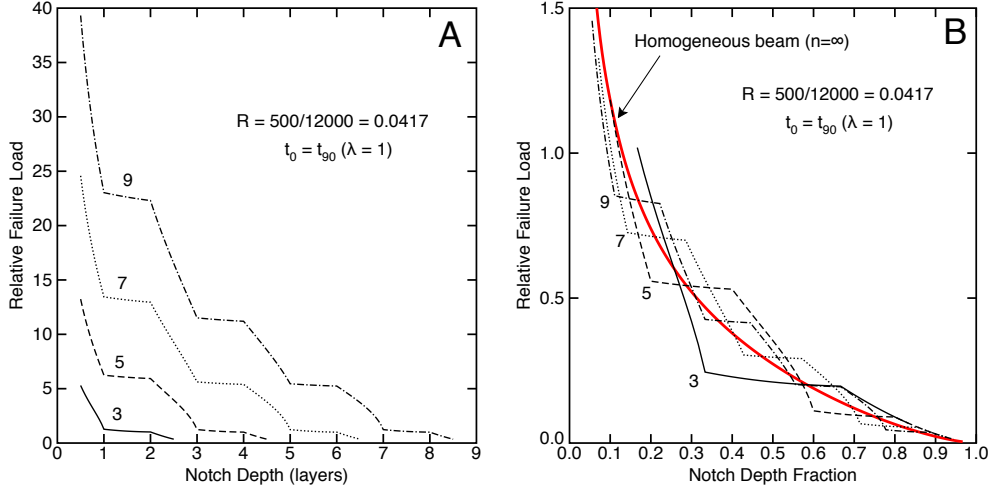 A
R = 500/12000 = 0.0417
t0 = t90 (λ = 1)
9
7
5
3
40
35
30
25
20
15
10
5
0
Relative Failure Load
0 1 2 3 4 5 6 7 8 9
Notch Depth (layers)
B
Homogeneous beam (n=∞)
R = 500/12000 = 0.0417
t0 = t90 (λ = 1)
9
7
5
3
1.5
1.0
0.5
0.0
Relative Failure Load
0.0 0.1 0.2 0.3 0.4 0.5 0.6 0.7 0.8 0.9 1.0
Notch Depth Fraction